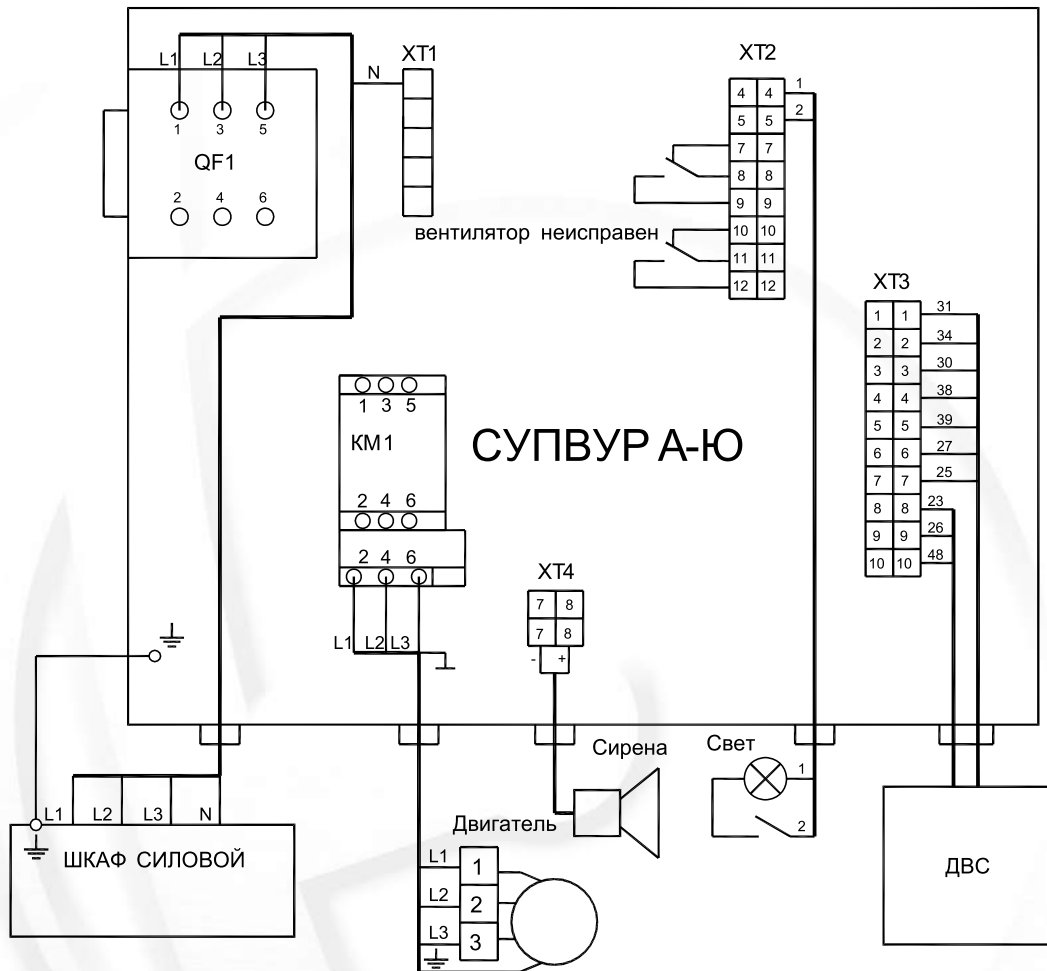 L1 L2 L3
N
XT1
1 3 5
QF1
2 4 6
XT2
4 4 1
5 5 2
7 7
8 8
9 9
вентилятор неисправен
10 10
11 11
12 12
XT3
1 1 31
2 2 34
3 3 30
4 4 38
5 5 39
6 6 27
7 7 25
8 8 23
9 9 26
10 10 48
1 3 5
КМ1
2 4 6
2 4 6
L1 L2 L3
СУПВУР А-Ю
XT4
7 8
7 8
- +
Сирена
Свет
1
2
L1 L2 L3 N
ШКАФ СИЛОВОЙ
Двигатель
L1 1
L2 2
L3 3
ДВС